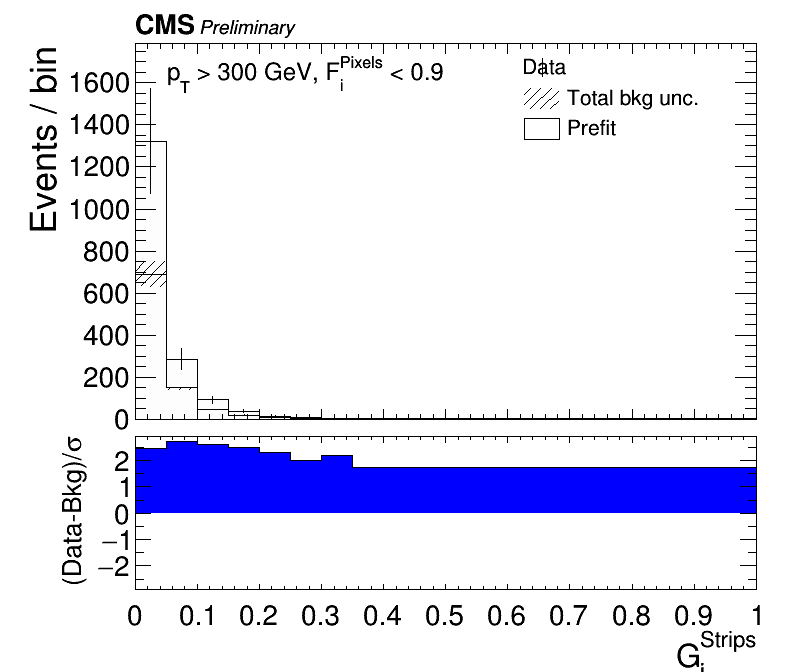 CMS Preliminary
p_T > 300 GeV, F_i^Pixels < 0.9
Data
Total bkg unc.
Prefit
Events / bin
1600
1400
1200
1000
800
600
400
200
0
(Data-Bkg)/σ
2
1
0
−1
−2
0 0.1 0.2 0.3 0.4 0.5 0.6 0.7 0.8 0.9 1
G_i^Strips